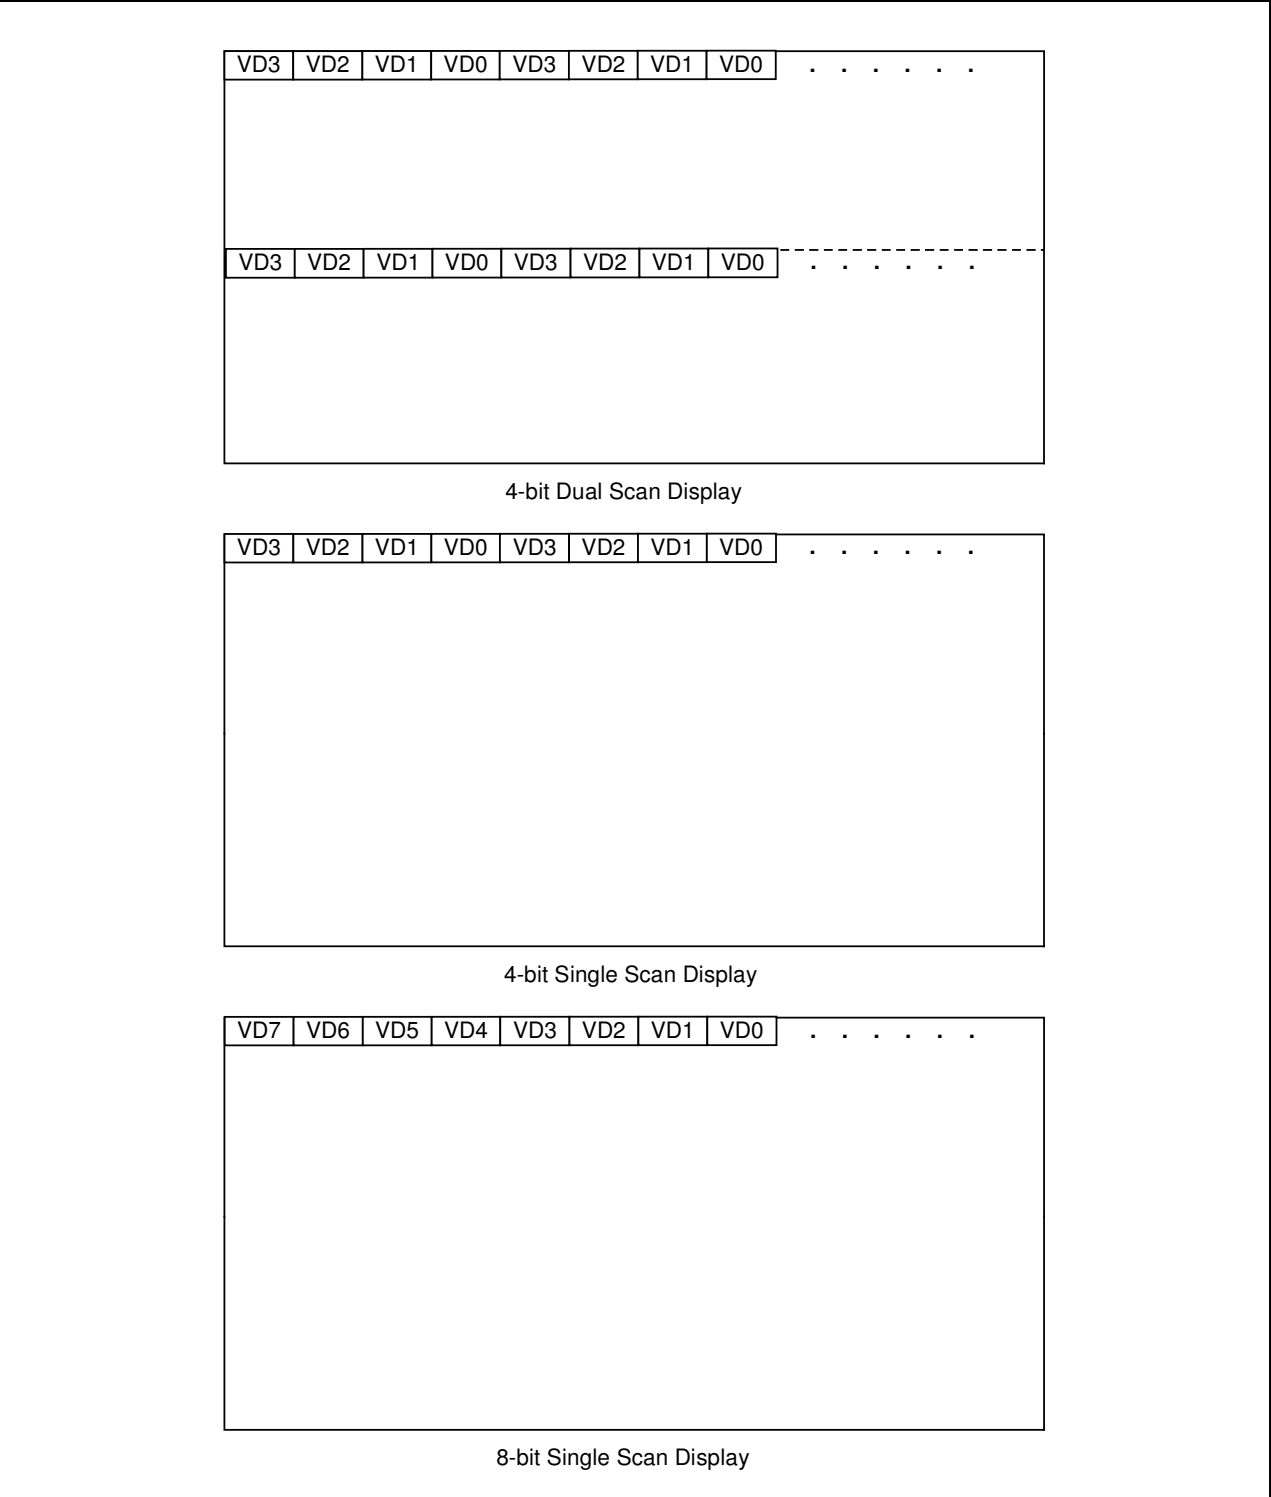 VD3 VD2 VD1 VD0 VD3 VD2 VD1 VD0 . . . . . .
VD3 VD2 VD1 VD0 VD3 VD2 VD1 VD0 . . . . . .
4-bit Dual Scan Display
VD3 VD2 VD1 VD0 VD3 VD2 VD1 VD0 . . . . . .
4-bit Single Scan Display
VD7 VD6 VD5 VD4 VD3 VD2 VD1 VD0 . . . . . .
8-bit Single Scan Display